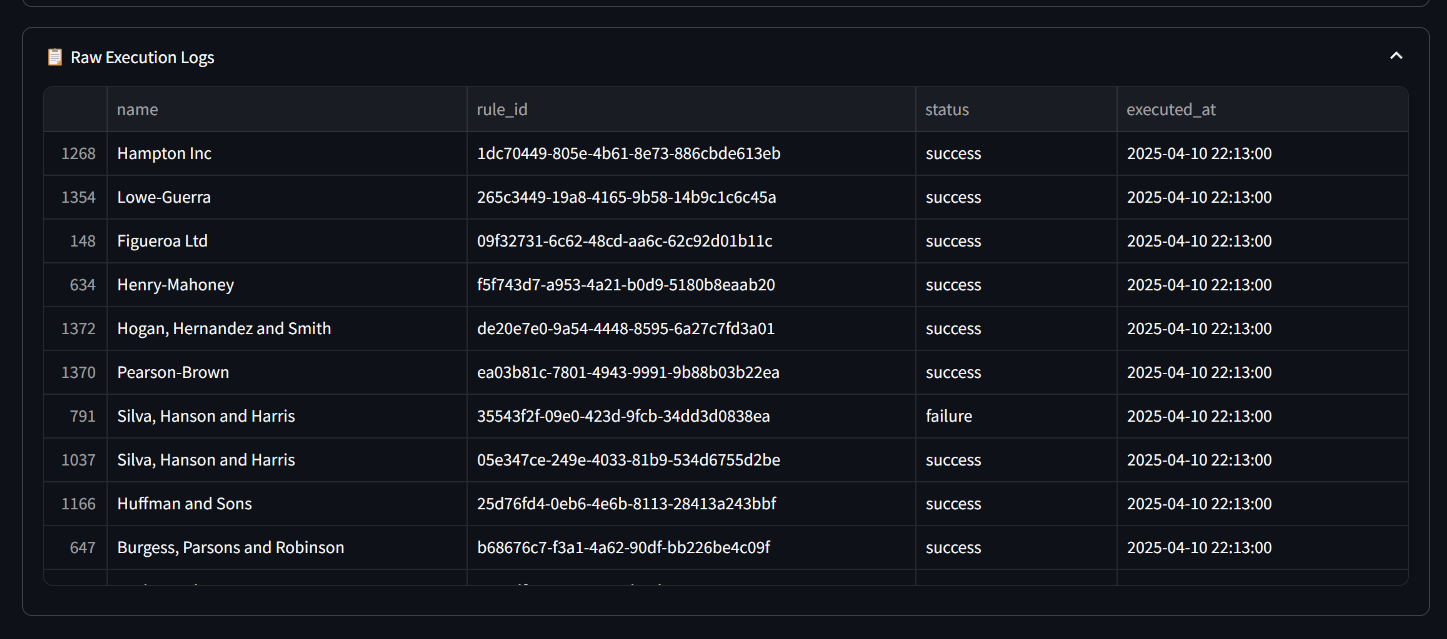 📋 Raw Execution Logs
name rule_id status executed_at
1268 Hampton Inc 1dc70449-805e-4b61-8e73-886cbde613eb success 2025-04-10 22:13:00
1354 Lowe-Guerra 265c3449-19a8-4165-9b58-14b9c1c6c45a success 2025-04-10 22:13:00
148 Figueroa Ltd 09f32731-6c62-48cd-aa6c-62c92d01b11c success 2025-04-10 22:13:00
634 Henry-Mahoney f5f743d7-a953-4a21-b0d9-5180b8eaab20 success 2025-04-10 22:13:00
1372 Hogan, Hernandez and Smith de20e7e0-9a54-4448-8595-6a27c7fd3a01 success 2025-04-10 22:13:00
1370 Pearson-Brown ea03b81c-7801-4943-9991-9b88b03b22ea success 2025-04-10 22:13:00
791 Silva, Hanson and Harris 35543f2f-09e0-423d-9fcb-34dd3d0838ea failure 2025-04-10 22:13:00
1037 Silva, Hanson and Harris 05e347ce-249e-4033-81b9-534d6755d2be success 2025-04-10 22:13:00
1166 Huffman and Sons 25d76fd4-0eb6-4e6b-8113-28413a243bbf success 2025-04-10 22:13:00
647 Burgess, Parsons and Robinson b68676c7-f3a1-4a62-90df-bb226be4c09f success 2025-04-10 22:13:00